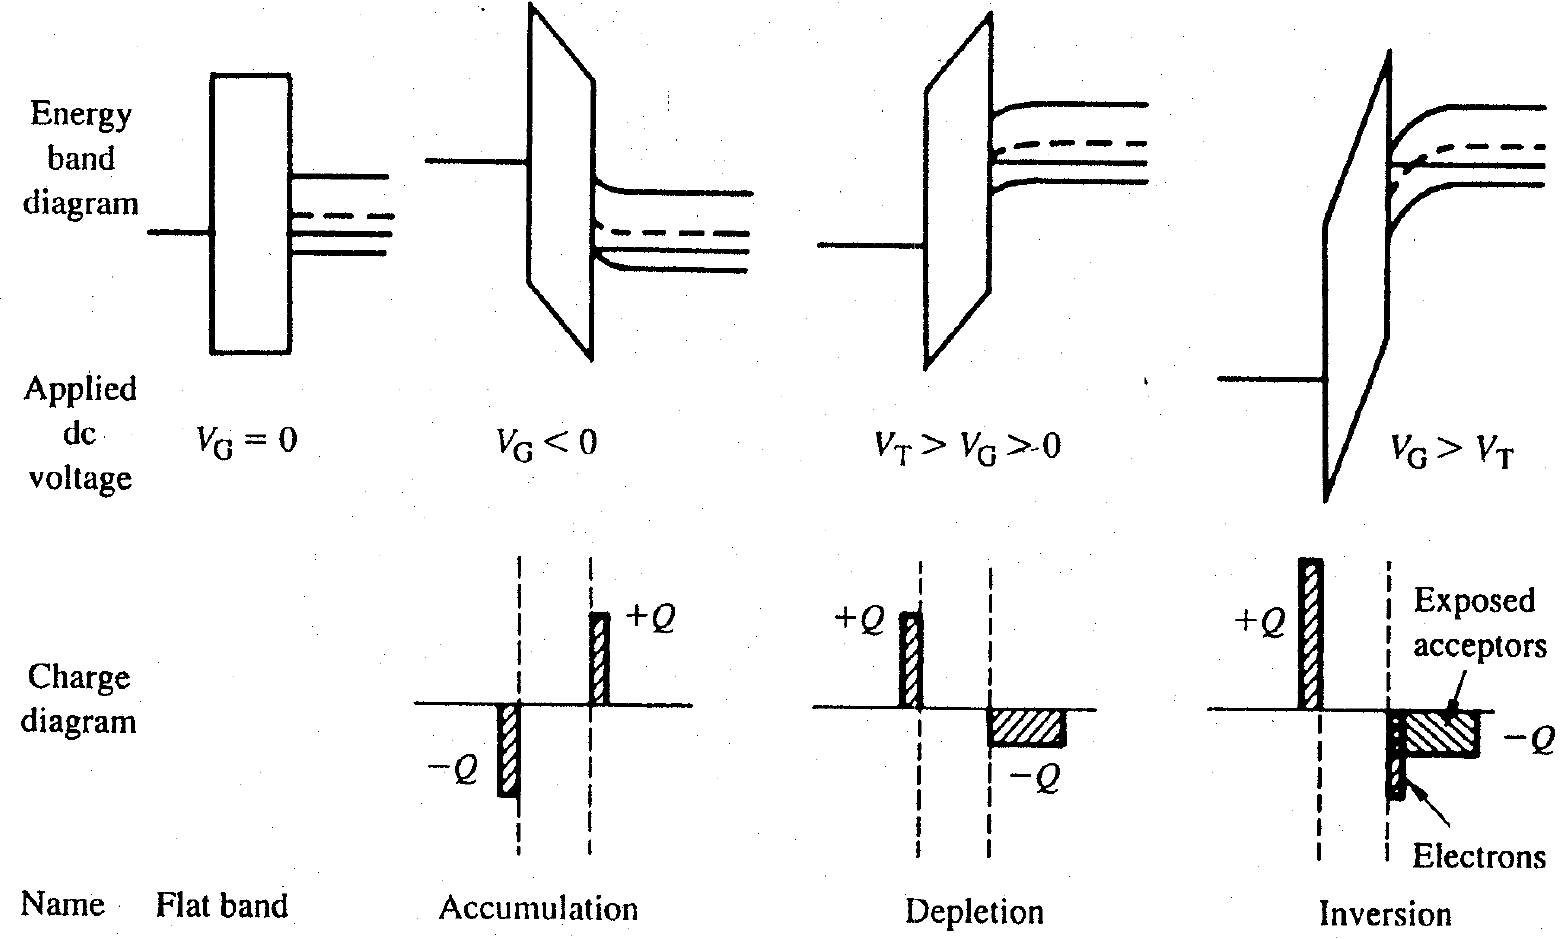 Energy
band
diagram
Applied
dc
voltage
V_G = 0
V_G < 0
V_T > V_G > 0
V_G > V_T
Charge
diagram
−Q
+Q
+Q
−Q
+Q
Exposed
acceptors
−Q
Electrons
Name
Flat band
Accumulation
Depletion
Inversion